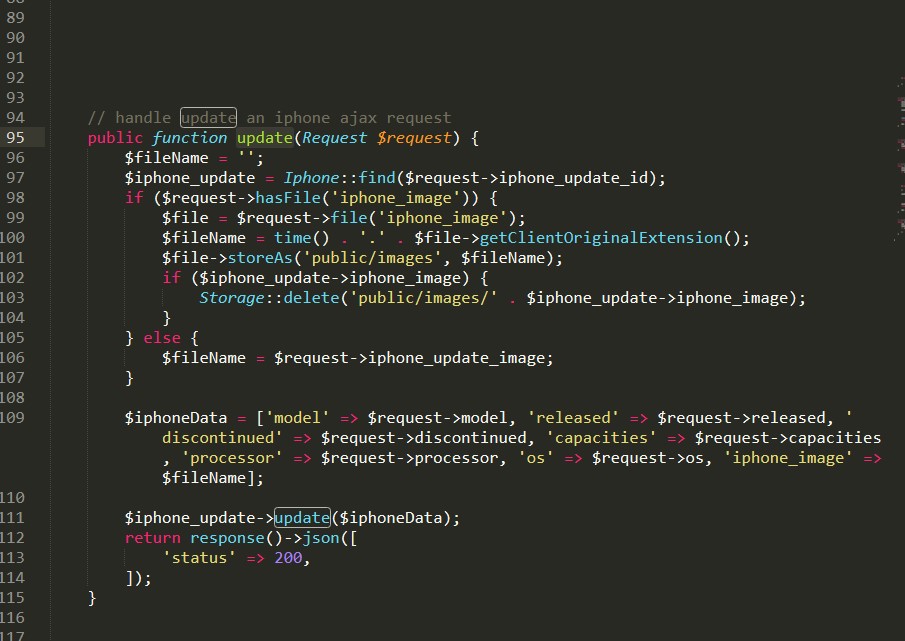 89
90
91
92
93
94 // handle update an iphone ajax request
95 public function update(Request $request) {
96 $fileName = '';
97 $iphone_update = Iphone::find($request->iphone_update_id);
98 if ($request->hasFile('iphone_image')) {
99 $file = $request->file('iphone_image');
100 $fileName = time() . '.' . $file->getClientOriginalExtension();
101 $file->storeAs('public/images', $fileName);
102 if ($iphone_update->iphone_image) {
103 Storage::delete('public/images/' . $iphone_update->iphone_image);
104 }
105 } else {
106 $fileName = $request->iphone_update_image;
107 }
108
109 $iphoneData = ['model' => $request->model, 'released' => $request->released, '
discontinued' => $request->discontinued, 'capacities' => $request->capacities
, 'processor' => $request->processor, 'os' => $request->os, 'iphone_image' =>
$fileName];
110
111 $iphone_update->update($iphoneData);
112 return response()->json([
113 'status' => 200,
114 ]);
115 }
116
117